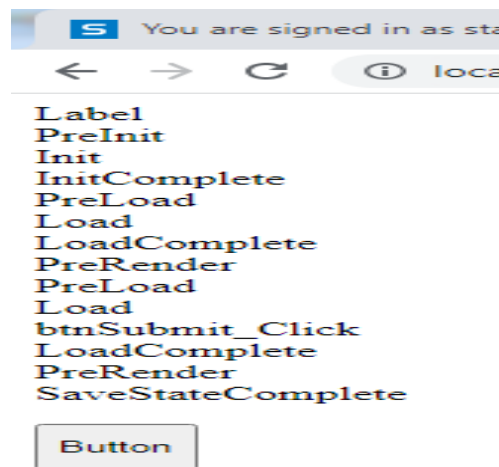 S You are signed in as sta
loca
Label
PreInit
Init
InitComplete
PreLoad
Load
LoadComplete
PreRender
PreLoad
Load
btnSubmit_Click
LoadComplete
PreRender
SaveStateComplete
Button